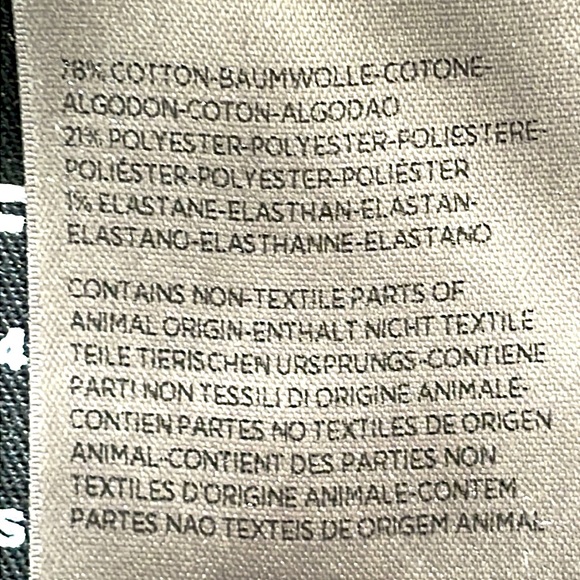 78% COTTON-BAUMWOLLE-COTONE-
ALGODON-COTON-ALGODAO
21% POLYESTER-POLYESTER-POLIESTERE-
POLIÉSTER-POLYESTER-POLIÉSTER
1% ELASTANE-ELASTHAN-ELASTAN-
ELASTANO-ELASTHANNE-ELASTANO
CONTAINS NON-TEXTILE PARTS OF
ANIMAL ORIGIN-ENTHALT NICHT TEXTILE
TEILE TIERISCHEN URSPRUNGS-CONTIENE
PARTI NON TESSILI DI ORIGINE ANIMALE-
CONTIEN PARTES NO TEXTILES DE ORIGEN
ANIMAL-CONTIENT DES PARTIES NON
TEXTILES D'ORIGINE ANIMALE-CONTEM
PARTES NAO TEXTEIS DE ORIGEM ANIMAL
4
S